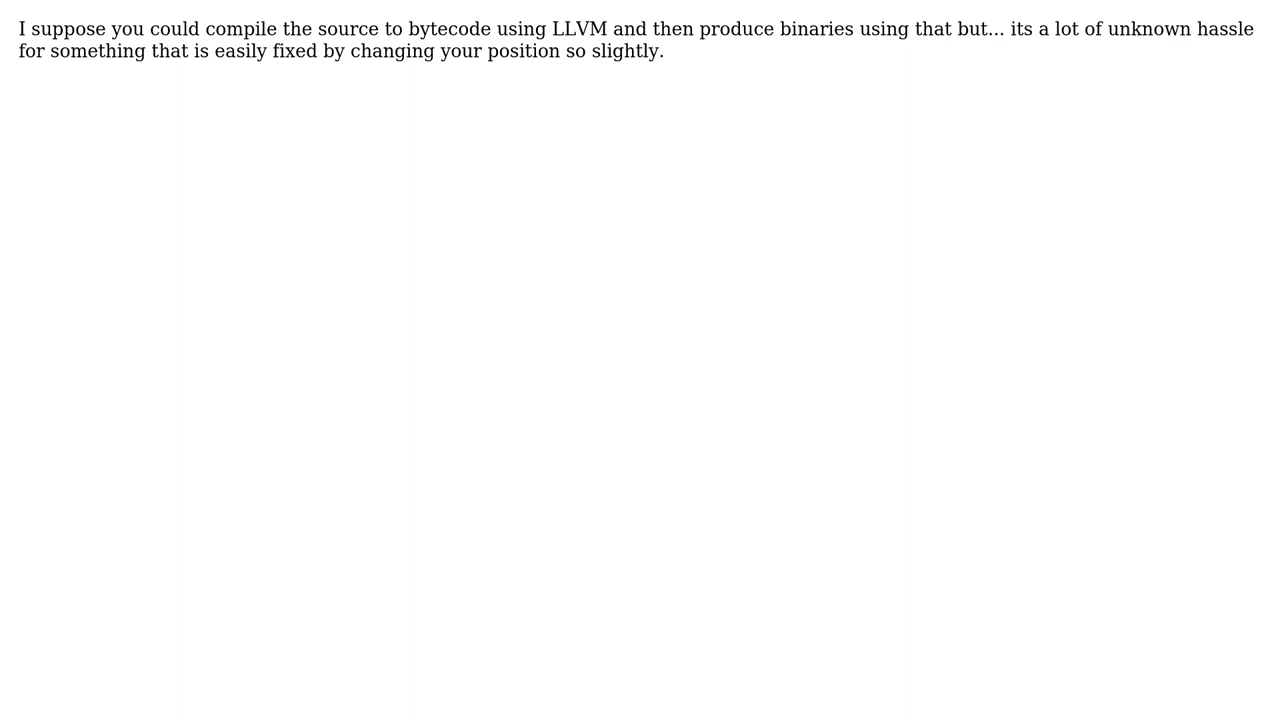 I suppose you could compile the source to bytecode using LLVM and then produce binaries using that but... its a lot of unknown hassle
for something that is easily fixed by changing your position so slightly.